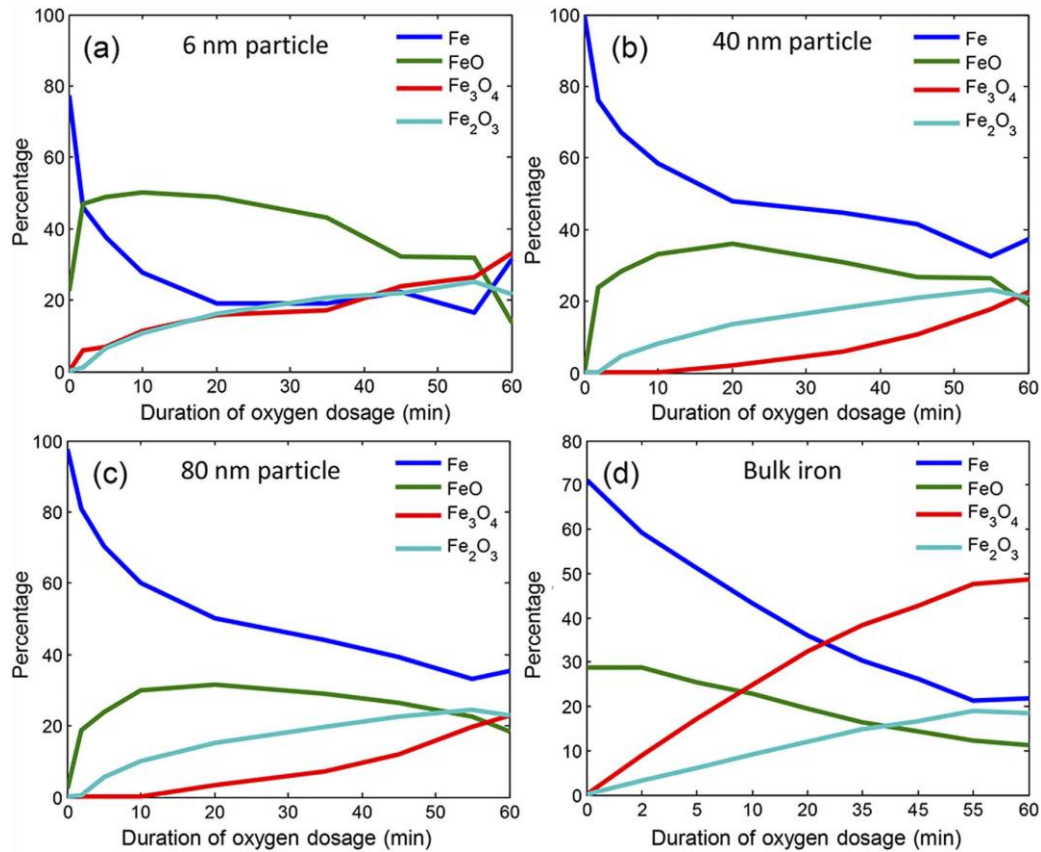 (a) 6 nm particle
Fe
FeO
Fe₃O₄
Fe₂O₃
Percentage
100
80
60
40
20
0
0 10 20 30 40 50 60
Duration of oxygen dosage (min)
(b) 40 nm particle
Fe
FeO
Fe₃O₄
Fe₂O₃
Percentage
100
80
60
40
20
0
0 10 20 30 40 50 60
Duration of oxygen dosage (min)
(c) 80 nm particle
Fe
FeO
Fe₃O₄
Fe₂O₃
Percentage
100
80
60
40
20
0
0 10 20 30 40 50 60
Duration of oxygen dosage (min)
(d) Bulk iron
Fe
FeO
Fe₃O₄
Fe₂O₃
Percentage
80
70
60
50
40
30
20
10
0
0 2 5 10 20 35 45 55 60
Duration of oxygen dosage (min)